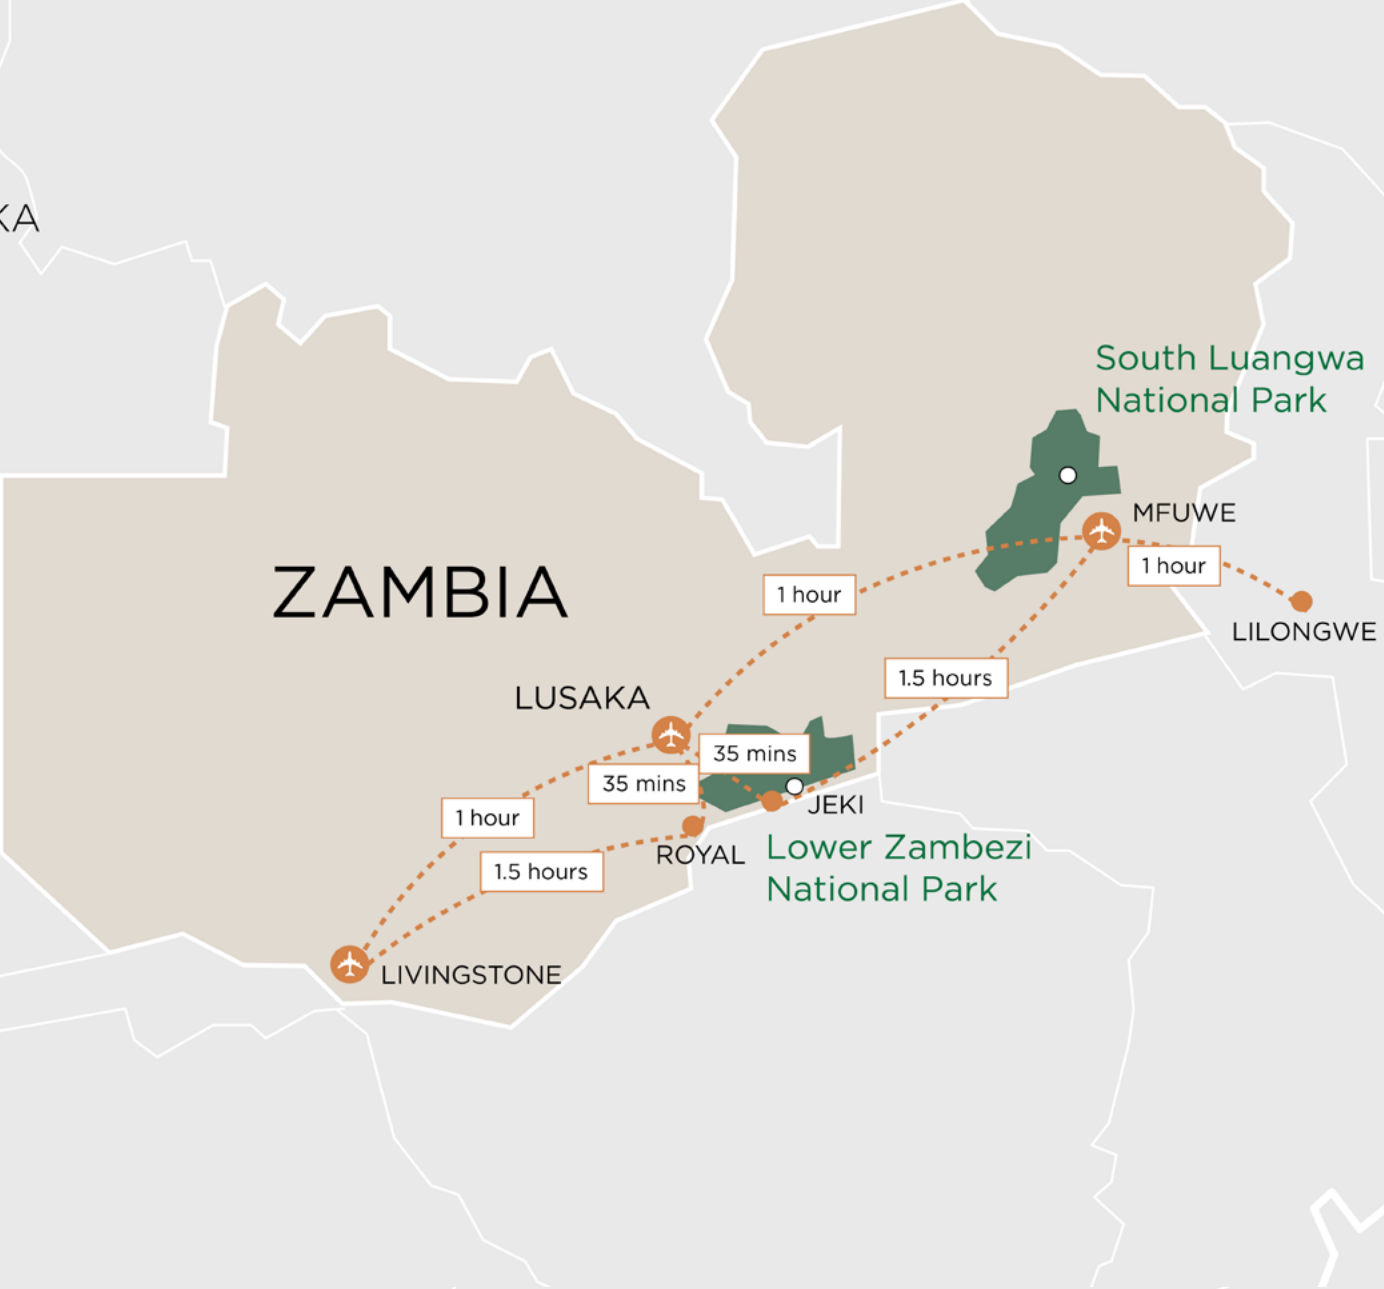 KA
South Luangwa
National Park
MFUWE
1 hour
LILONGWE
1 hour
ZAMBIA
1.5 hours
LUSAKA
35 mins
35 mins
JEKI
1 hour
ROYAL
Lower Zambezi
National Park
1.5 hours
LIVINGSTONE